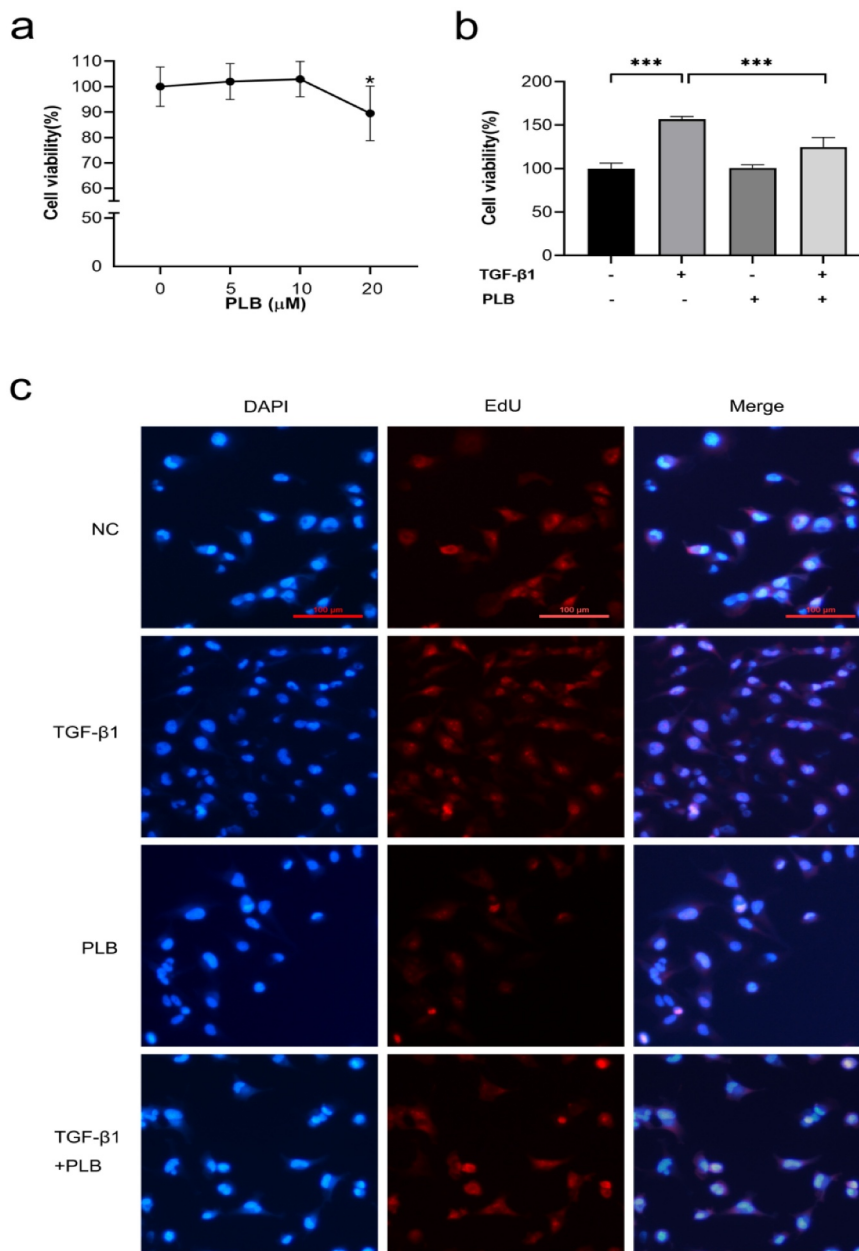 a
Cell viability(%)
110
100
90
80
70
60
50
0
*
0 5 10 20
PLB (μM)
b
Cell viability(%)
200
150
100
50
0
*** ***
TGF-β1 - + - +
PLB - - + +
c
DAPI EdU Merge
NC
100 μm 100 μm 100 μm
TGF-β1
PLB
TGF-β1
+PLB